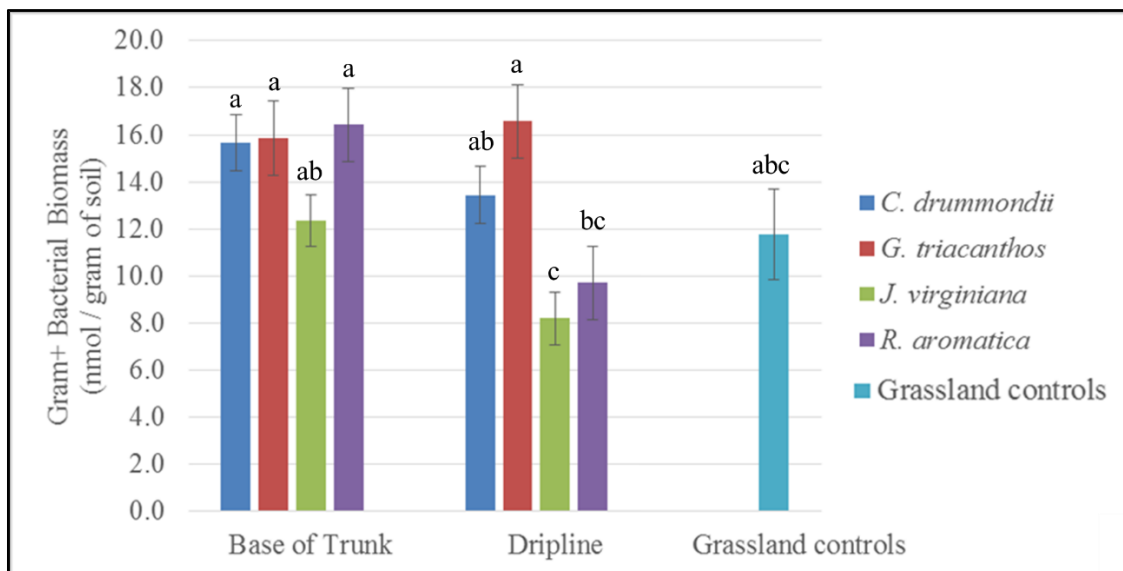 20.0
18.0
16.0
14.0
12.0
10.0
8.0
6.0
4.0
2.0
0.0
Gram+ Bacterial Biomass
(nmol / gram of soil)
a
a
ab
a
ab
a
c
bc
abc
Base of Trunk
Dripline
Grassland controls
C. drummondii
G. triacanthos
J. virginiana
R. aromatica
Grassland controls